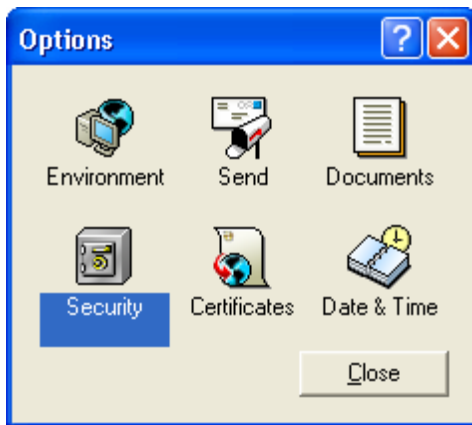 Options
Environment
Send
Documents
Security
Certificates
Date & Time
Close